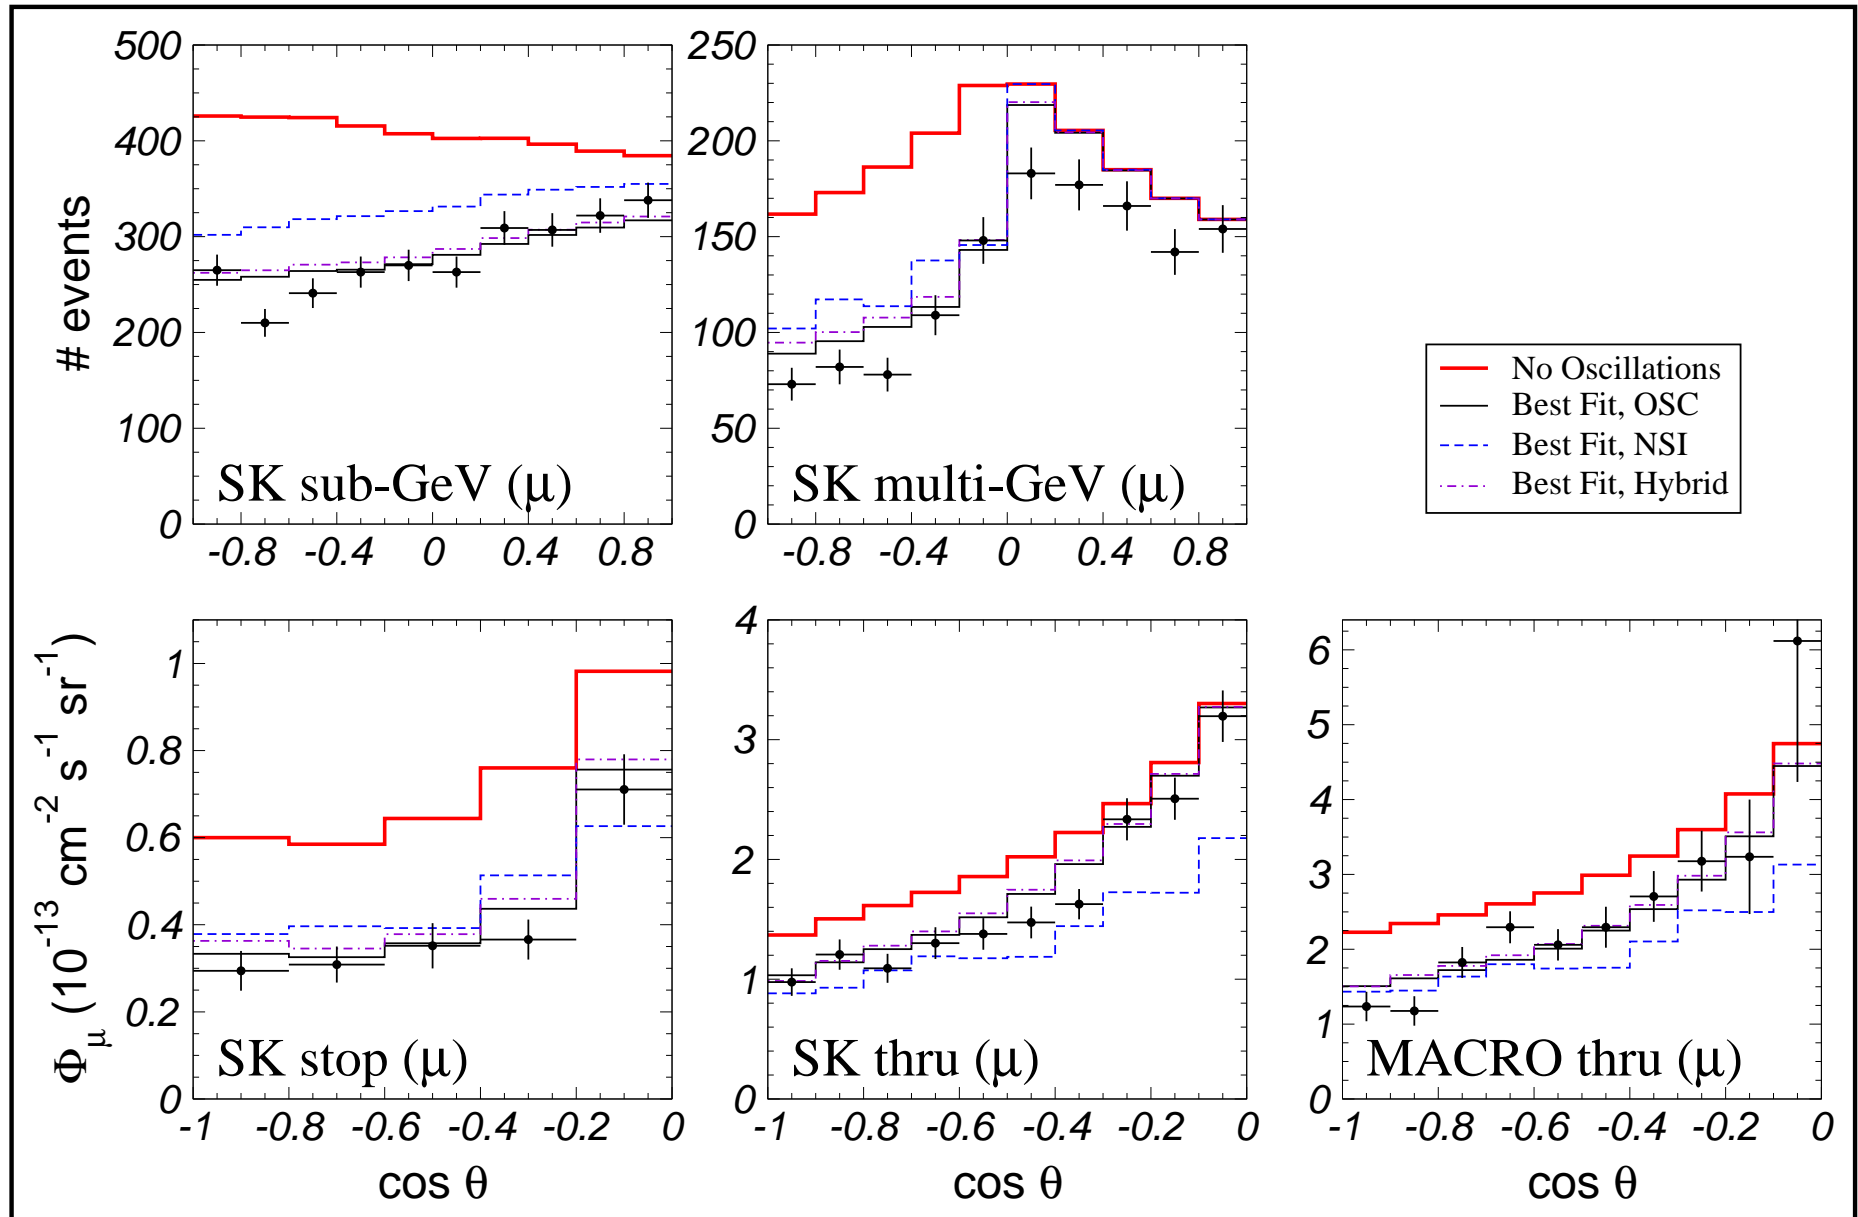 # events
500
400
300
200
100
0
SK sub-GeV (μ)
-0.8 -0.4 0 0.4 0.8
250
200
150
100
50
0
SK multi-GeV (μ)
-0.8 -0.4 0 0.4 0.8
No Oscillations
Best Fit, OSC
Best Fit, NSI
Best Fit, Hybrid
Φμ (10^-13 cm^-2 s^-1 sr^-1)
1
0.8
0.6
0.4
0.2
0
SK stop (μ)
-1 -0.8 -0.6 -0.4 -0.2 0
cos θ
4
3
2
1
0
SK thru (μ)
-1 -0.8 -0.6 -0.4 -0.2 0
cos θ
6
5
4
3
2
1
0
MACRO thru (μ)
-1 -0.8 -0.6 -0.4 -0.2 0
cos θ